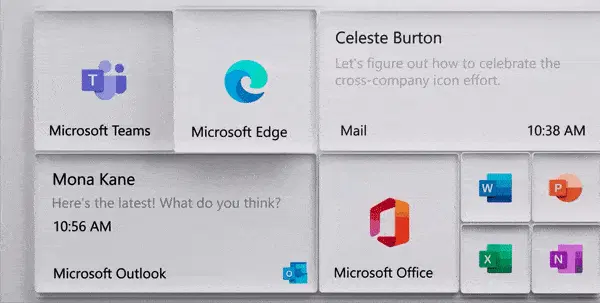 Microsoft Teams
Microsoft Edge
Celeste Burton
Let's figure out how to celebrate the
cross-company icon effort.
Mail
10:38 AM
Mona Kane
Here's the latest! What do you think?
10:56 AM
Microsoft Outlook
Microsoft Office
T
W
P
X
N
O